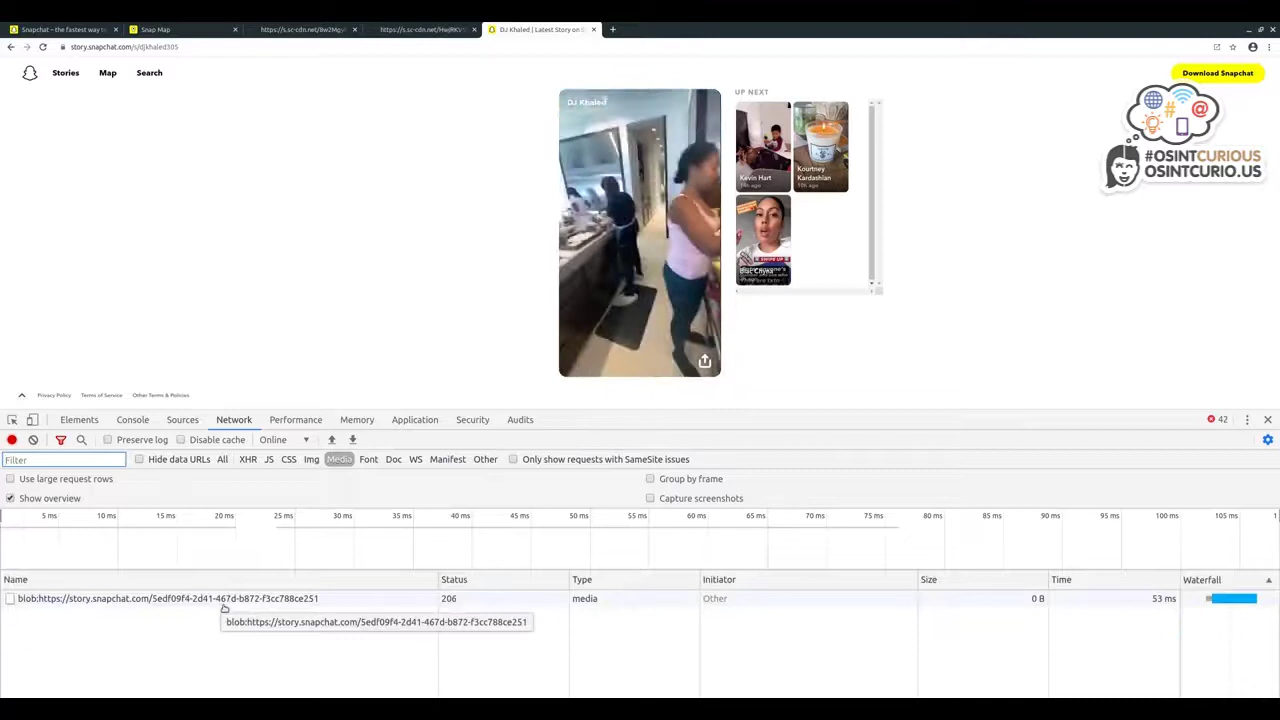 Snapchat – the fastest way t
Snap Map
https://s.sc-cdn.net/
https://s.sc-cdn.net/
DJ Khaled | Latest Story on S
story.snapchat.com/s/djkhaled305
Stories
Map
Search
Download Snapchat
DJ Khaled
UP NEXT
Kevin Hart
Kourtney
Kardashian
19h ago
SWIPE UP
#OSINTCURIOUS
OSINTCURIO.US
Privacy Policy
Terms of Service
Other Terms & Policies
Elements
Console
Sources
Network
Performance
Memory
Application
Security
Audits
42
Preserve log
Disable cache
Online
Filter
Hide data URLs
All
XHR
JS
CSS
Img
Media
Font
Doc
WS
Manifest
Other
Only show requests with SameSite issues
Use large request rows
Group by frame
Show overview
Capture screenshots
5 ms
10 ms
15 ms
20 ms
25 ms
30 ms
35 ms
40 ms
45 ms
50 ms
55 ms
60 ms
65 ms
70 ms
75 ms
80 ms
85 ms
90 ms
95 ms
100 ms
105 ms
1
Name
Status
Type
Initiator
Size
Time
Waterfall
blob:https://story.snapchat.com/5edf09f4-2d41-467d-b872-f3cc788ce251
206
media
Other
0 B
53 ms
blob:https://story.snapchat.com/5edf09f4-2d41-467d-b872-f3cc788ce251